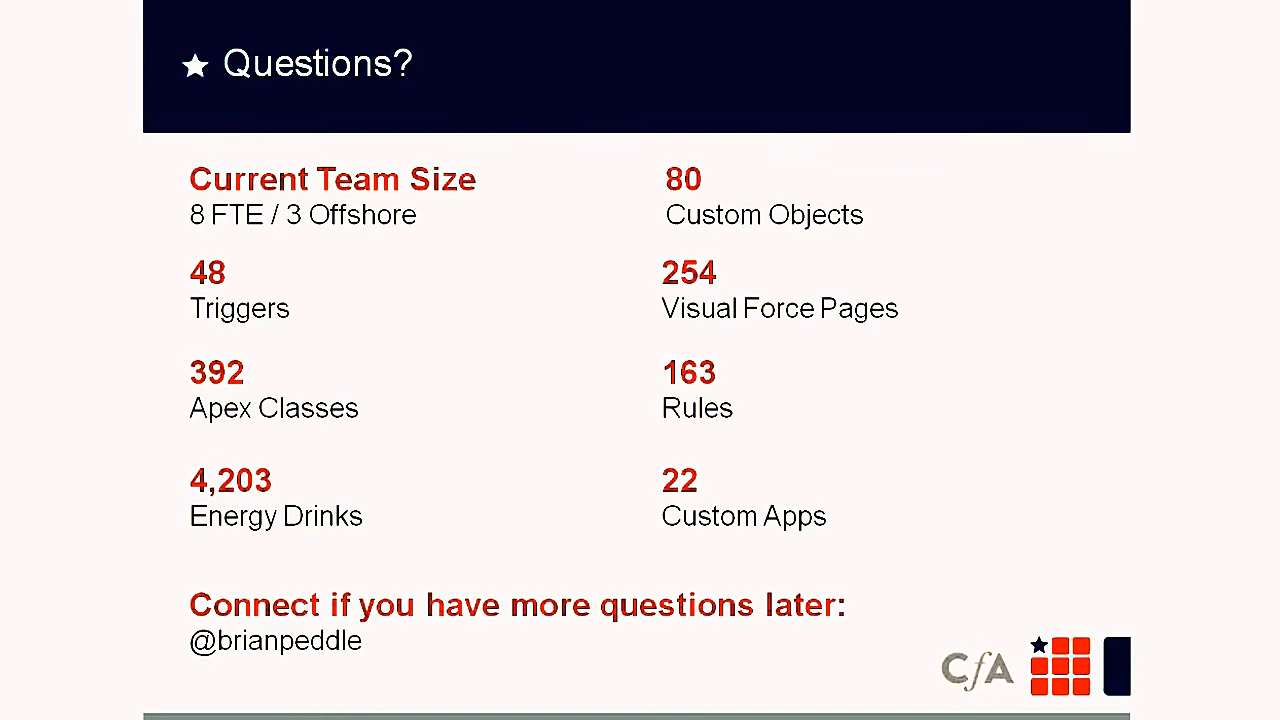 Questions?
Current Team Size
8 FTE / 3 Offshore
80
Custom Objects
48
Triggers
254
Visual Force Pages
392
Apex Classes
163
Rules
4,203
Energy Drinks
22
Custom Apps
Connect if you have more questions later:
@brianpeddle
CfA